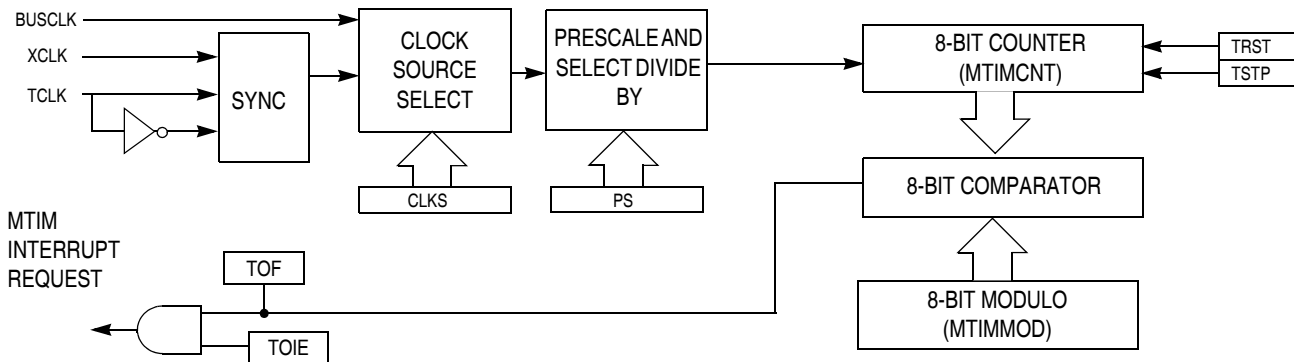 BUSCLK
XCLK
TCLK
SYNC
CLOCK
SOURCE
SELECT
PRESCALE AND
SELECT DIVIDE
BY
8-BIT COUNTER
(MTIMCNT)
TRST
TSTP
CLKS
PS
8-BIT COMPARATOR
MTIM
INTERRUPT
REQUEST
TOF
TOIE
8-BIT MODULO
(MTIMMOD)